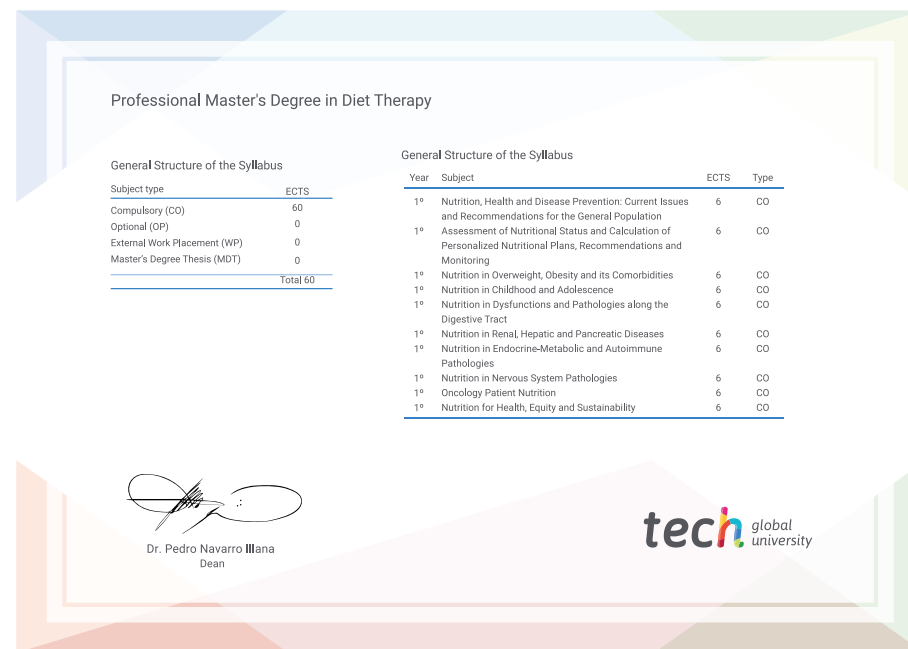 Professional Master's Degree in Diet Therapy
General Structure of the Syllabus
Subject type ECTS
Compulsory (CO) 60
Optional (OP) 0
External Work Placement (WP) 0
Master's Degree Thesis (MDT) 0
Total 60
General Structure of the Syllabus
Year Subject ECTS Type
1º Nutrition, Health and Disease Prevention: Current Issues 6 CO
and Recommendations for the General Population
1º Assessment of Nutritional Status and Calculation of 6 CO
Personalized Nutritional Plans, Recommendations and
Monitoring
1º Nutrition in Overweight, Obesity and its Comorbidities 6 CO
1º Nutrition in Childhood and Adolescence 6 CO
1º Nutrition in Dysfunctions and Pathologies along the 6 CO
Digestive Tract
1º Nutrition in Renal, Hepatic and Pancreatic Diseases 6 CO
1º Nutrition in Endocrine-Metabolic and Autoimmune 6 CO
Pathologies
1º Nutrition in Nervous System Pathologies 6 CO
1º Oncology Patient Nutrition 6 CO
1º Nutrition for Health, Equity and Sustainability 6 CO
Dr. Pedro Navarro Illana
Dean
tech global
university